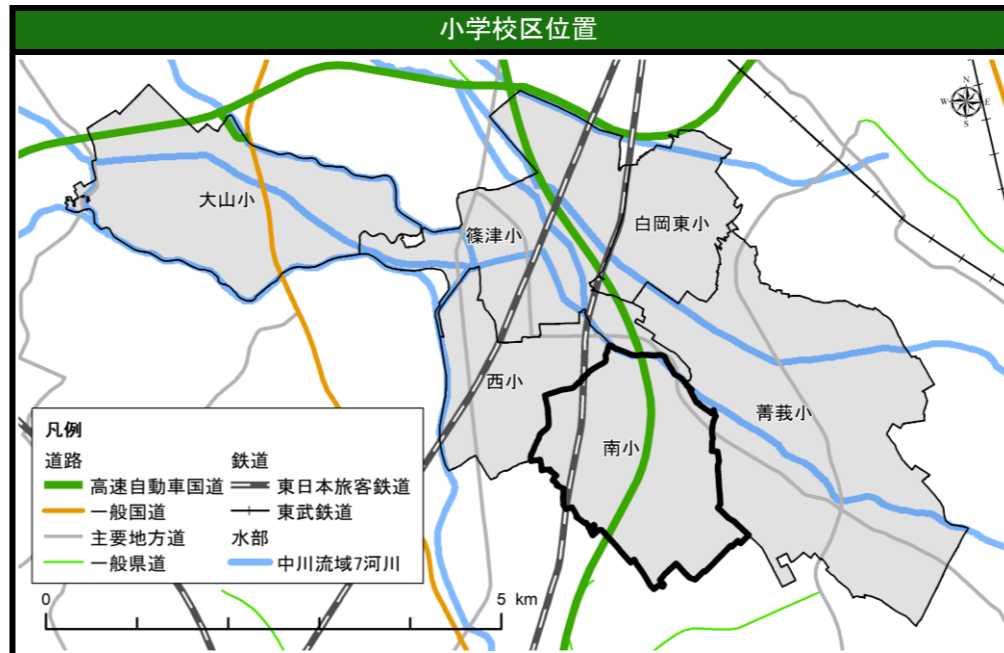 小学校区位置
N
W E
S
大山小
篠津小
白岡東小
西小
南小
菁莪小
凡例
道路
高速自動車国道
一般国道
主要地方道
一般県道
鉄道
東日本旅客鉄道
東武鉄道
水部
中川流域7河川
0 5 km